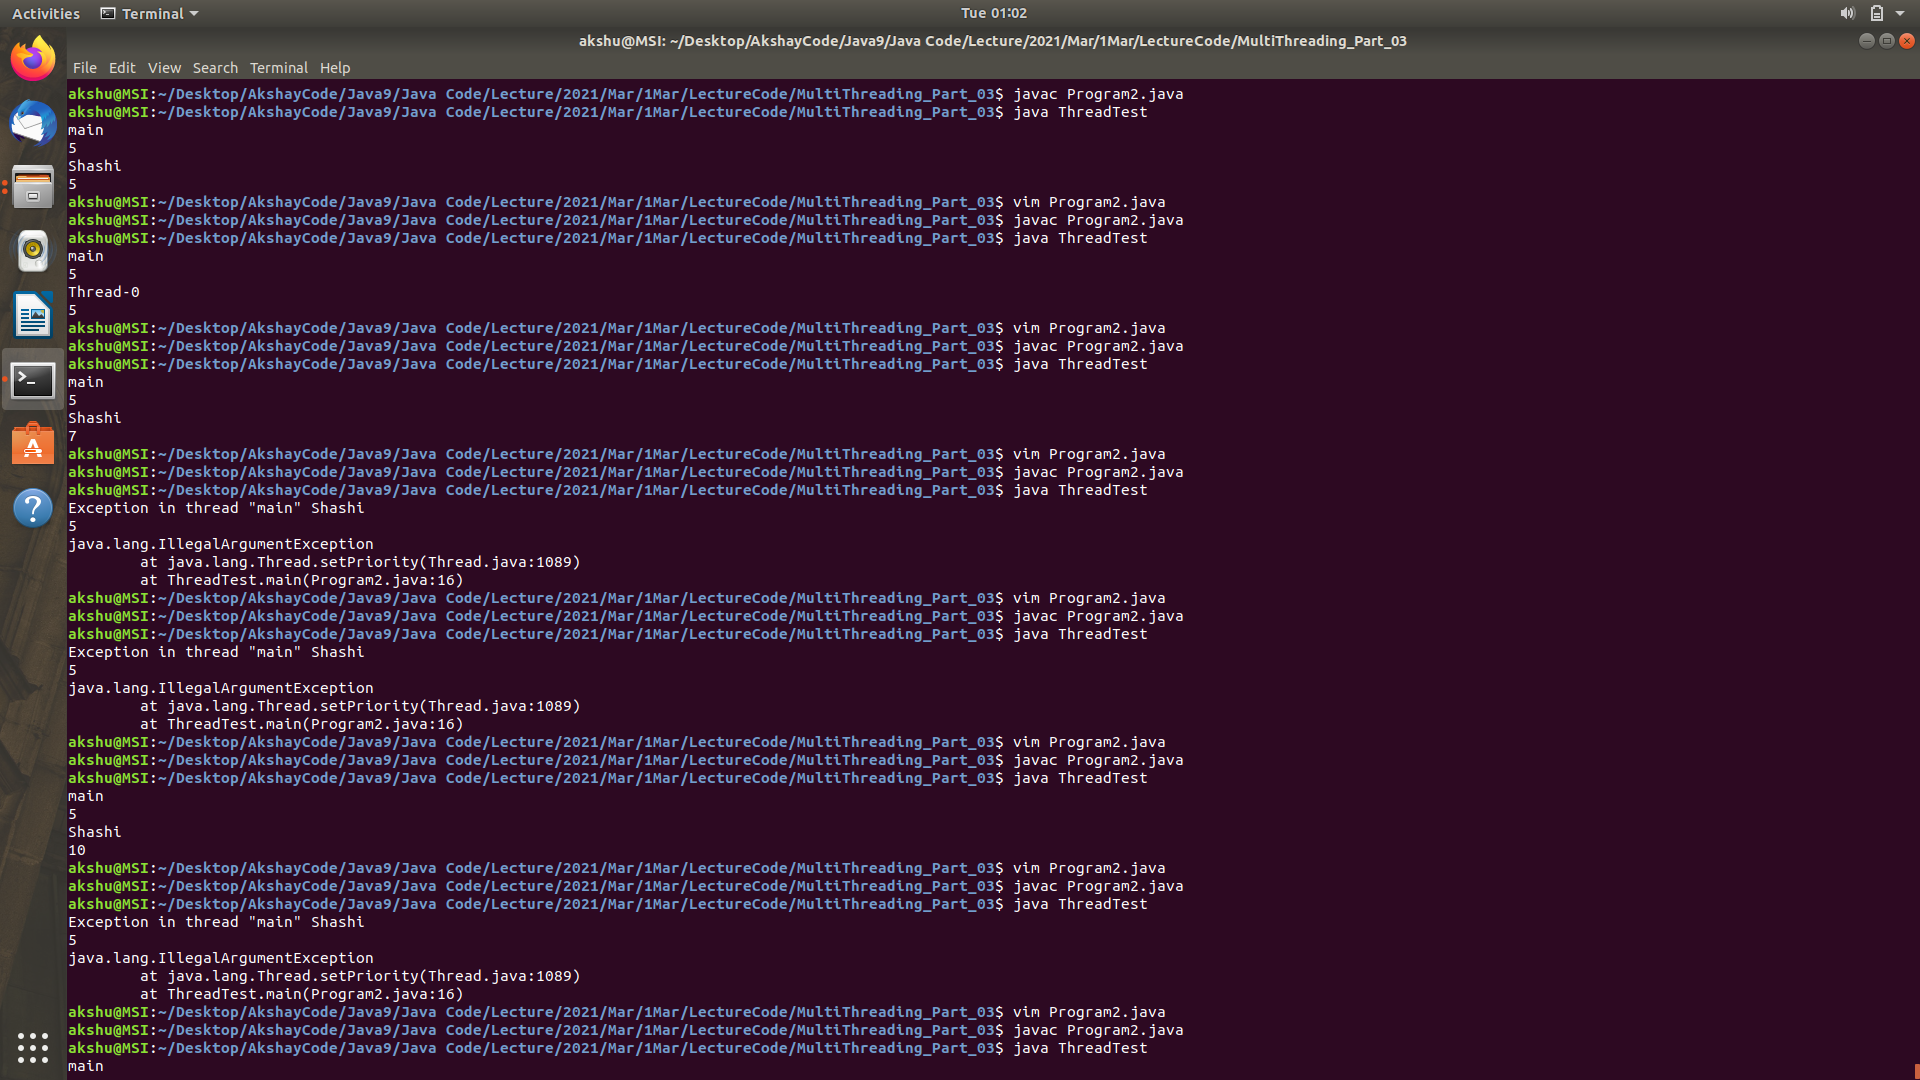 Activities
Terminal
Tue 01:02
akshu@MSI: ~/Desktop/AkshayCode/Java9/Java Code/Lecture/2021/Mar/1Mar/LectureCode/MultiThreading_Part_03
File Edit View Search Terminal Help
akshu@MSI:~/Desktop/AkshayCode/Java9/Java Code/Lecture/2021/Mar/1Mar/LectureCode/MultiThreading_Part_03$ javac Program2.java
akshu@MSI:~/Desktop/AkshayCode/Java9/Java Code/Lecture/2021/Mar/1Mar/LectureCode/MultiThreading_Part_03$ java ThreadTest
main
5
Shashi
5
akshu@MSI:~/Desktop/AkshayCode/Java9/Java Code/Lecture/2021/Mar/1Mar/LectureCode/MultiThreading_Part_03$ vim Program2.java
akshu@MSI:~/Desktop/AkshayCode/Java9/Java Code/Lecture/2021/Mar/1Mar/LectureCode/MultiThreading_Part_03$ javac Program2.java
akshu@MSI:~/Desktop/AkshayCode/Java9/Java Code/Lecture/2021/Mar/1Mar/LectureCode/MultiThreading_Part_03$ java ThreadTest
main
5
Thread-0
5
akshu@MSI:~/Desktop/AkshayCode/Java9/Java Code/Lecture/2021/Mar/1Mar/LectureCode/MultiThreading_Part_03$ vim Program2.java
akshu@MSI:~/Desktop/AkshayCode/Java9/Java Code/Lecture/2021/Mar/1Mar/LectureCode/MultiThreading_Part_03$ javac Program2.java
akshu@MSI:~/Desktop/AkshayCode/Java9/Java Code/Lecture/2021/Mar/1Mar/LectureCode/MultiThreading_Part_03$ java ThreadTest
main
5
Shashi
7
akshu@MSI:~/Desktop/AkshayCode/Java9/Java Code/Lecture/2021/Mar/1Mar/LectureCode/MultiThreading_Part_03$ vim Program2.java
akshu@MSI:~/Desktop/AkshayCode/Java9/Java Code/Lecture/2021/Mar/1Mar/LectureCode/MultiThreading_Part_03$ javac Program2.java
akshu@MSI:~/Desktop/AkshayCode/Java9/Java Code/Lecture/2021/Mar/1Mar/LectureCode/MultiThreading_Part_03$ java ThreadTest
Exception in thread "main" Shashi
5
java.lang.IllegalArgumentException
at java.lang.Thread.setPriority(Thread.java:1089)
at ThreadTest.main(Program2.java:16)
akshu@MSI:~/Desktop/AkshayCode/Java9/Java Code/Lecture/2021/Mar/1Mar/LectureCode/MultiThreading_Part_03$ vim Program2.java
akshu@MSI:~/Desktop/AkshayCode/Java9/Java Code/Lecture/2021/Mar/1Mar/LectureCode/MultiThreading_Part_03$ javac Program2.java
akshu@MSI:~/Desktop/AkshayCode/Java9/Java Code/Lecture/2021/Mar/1Mar/LectureCode/MultiThreading_Part_03$ java ThreadTest
Exception in thread "main" Shashi
5
java.lang.IllegalArgumentException
at java.lang.Thread.setPriority(Thread.java:1089)
at ThreadTest.main(Program2.java:16)
akshu@MSI:~/Desktop/AkshayCode/Java9/Java Code/Lecture/2021/Mar/1Mar/LectureCode/MultiThreading_Part_03$ vim Program2.java
akshu@MSI:~/Desktop/AkshayCode/Java9/Java Code/Lecture/2021/Mar/1Mar/LectureCode/MultiThreading_Part_03$ javac Program2.java
akshu@MSI:~/Desktop/AkshayCode/Java9/Java Code/Lecture/2021/Mar/1Mar/LectureCode/MultiThreading_Part_03$ java ThreadTest
main
5
Shashi
10
akshu@MSI:~/Desktop/AkshayCode/Java9/Java Code/Lecture/2021/Mar/1Mar/LectureCode/MultiThreading_Part_03$ vim Program2.java
akshu@MSI:~/Desktop/AkshayCode/Java9/Java Code/Lecture/2021/Mar/1Mar/LectureCode/MultiThreading_Part_03$ javac Program2.java
akshu@MSI:~/Desktop/AkshayCode/Java9/Java Code/Lecture/2021/Mar/1Mar/LectureCode/MultiThreading_Part_03$ java ThreadTest
Exception in thread "main" Shashi
5
java.lang.IllegalArgumentException
at java.lang.Thread.setPriority(Thread.java:1089)
at ThreadTest.main(Program2.java:16)
akshu@MSI:~/Desktop/AkshayCode/Java9/Java Code/Lecture/2021/Mar/1Mar/LectureCode/MultiThreading_Part_03$ vim Program2.java
akshu@MSI:~/Desktop/AkshayCode/Java9/Java Code/Lecture/2021/Mar/1Mar/LectureCode/MultiThreading_Part_03$ javac Program2.java
akshu@MSI:~/Desktop/AkshayCode/Java9/Java Code/Lecture/2021/Mar/1Mar/LectureCode/MultiThreading_Part_03$ java ThreadTest
main